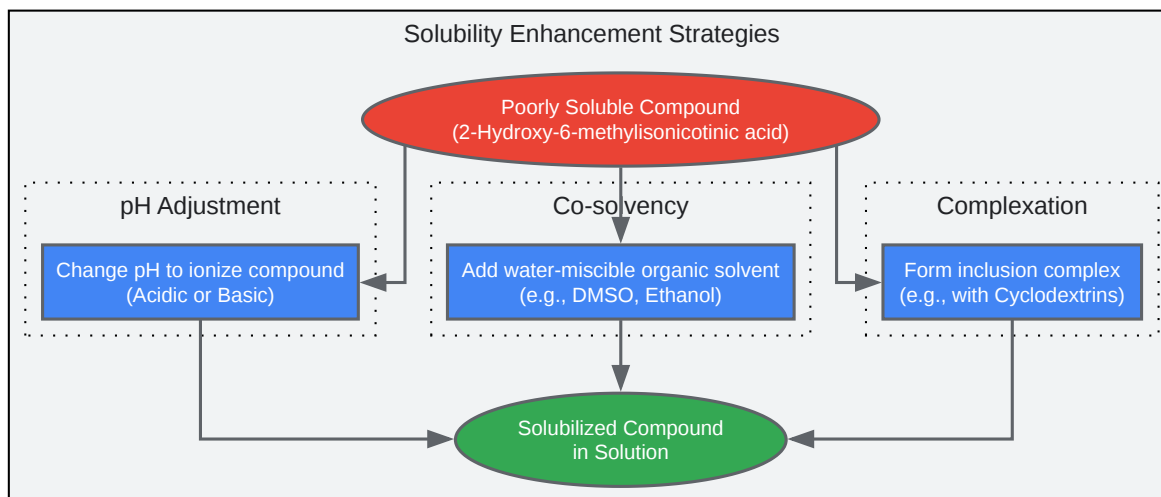 Solubility Enhancement Strategies
Poorly Soluble Compound
(2-Hydroxy-6-methylisonicotinic acid)
pH Adjustment
Co-solvency
Complexation
Change pH to ionize compound
(Acidic or Basic)
Add water-miscible organic solvent
(e.g., DMSO, Ethanol)
Form inclusion complex
(e.g., with Cyclodextrins)
Solubilized Compound
in Solution